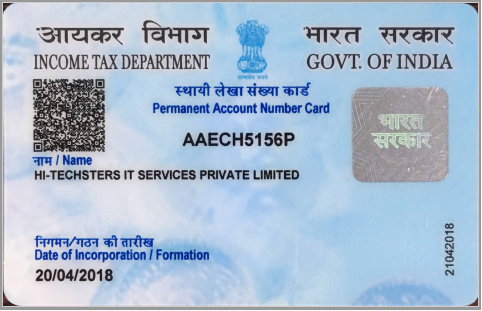 आयकर विभाग
INCOME TAX DEPARTMENT
भारत सरकार
GOVT. OF INDIA
सत्यमेव जयते
स्थायी लेखा संख्या कार्ड
Permanent Account Number Card
AAECH5156P
भारत
सरकार
नाम / Name
HI-TECHSTERS IT SERVICES PRIVATE LIMITED
निगमन/गठन की तारीख
Date of Incorporation / Formation
20/04/2018
21042018